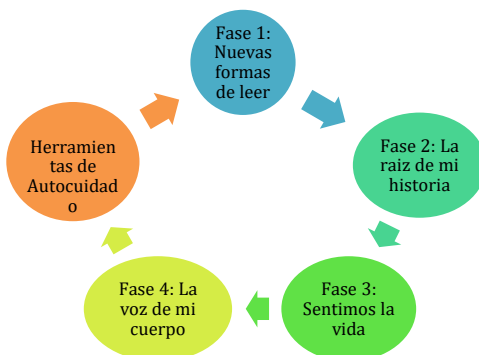 Fase 1:
Nuevas
formas
de leer
Fase 2: La
raiz de mi
historia
Fase 3:
Sentimos la
vida
Fase 4: La
voz de mi
cuerpo
Herramien
tas de
Autocuidad
o